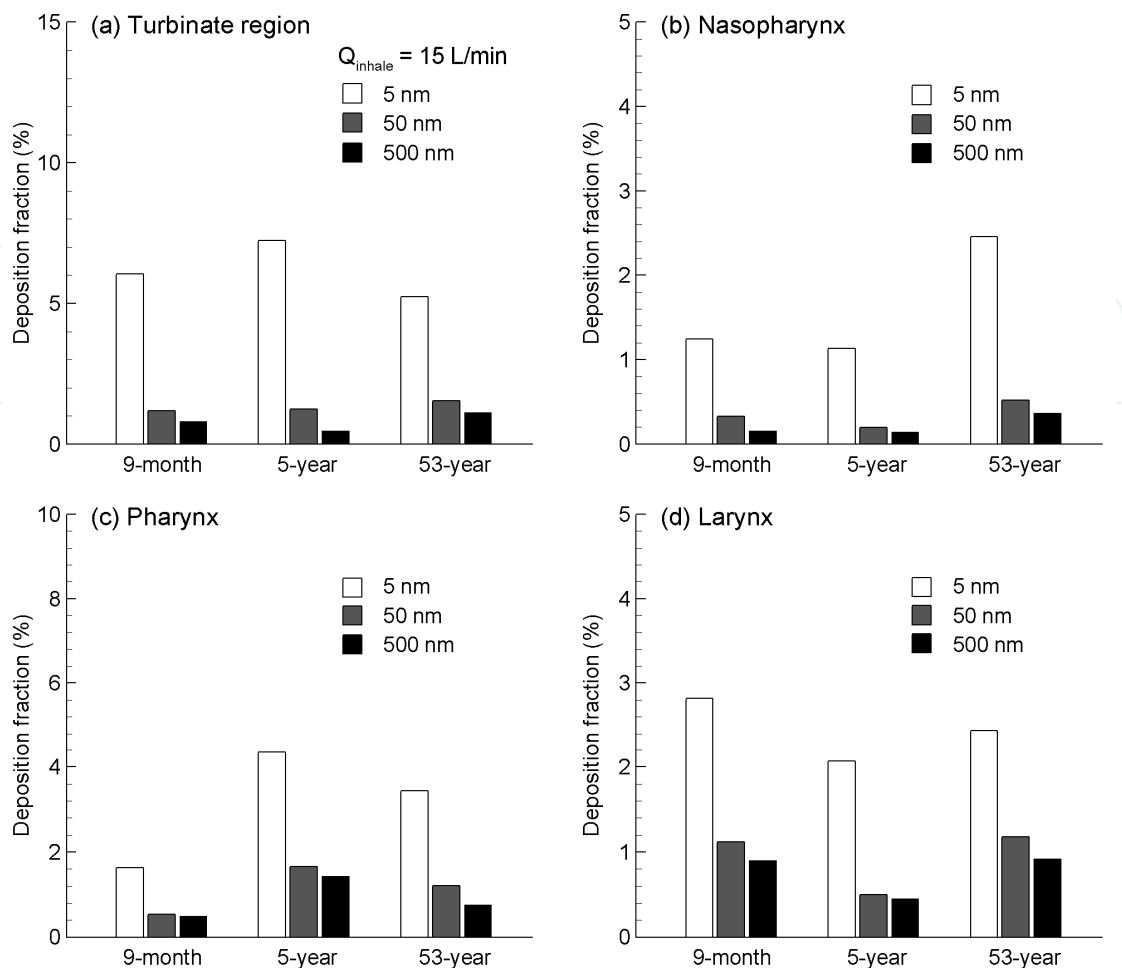 (a) Turbinate region
Q_inhale = 15 L/min
5 nm
50 nm
500 nm
Deposition fraction (%)
15
10
5
0
9-month 5-year 53-year
(b) Nasopharynx
5 nm
50 nm
500 nm
Deposition fraction (%)
5
4
3
2
1
0
9-month 5-year 53-year
(c) Pharynx
5 nm
50 nm
500 nm
Deposition fraction (%)
10
8
6
4
2
0
9-month 5-year 53-year
(d) Larynx
5 nm
50 nm
500 nm
Deposition fraction (%)
5
4
3
2
1
0
9-month 5-year 53-year